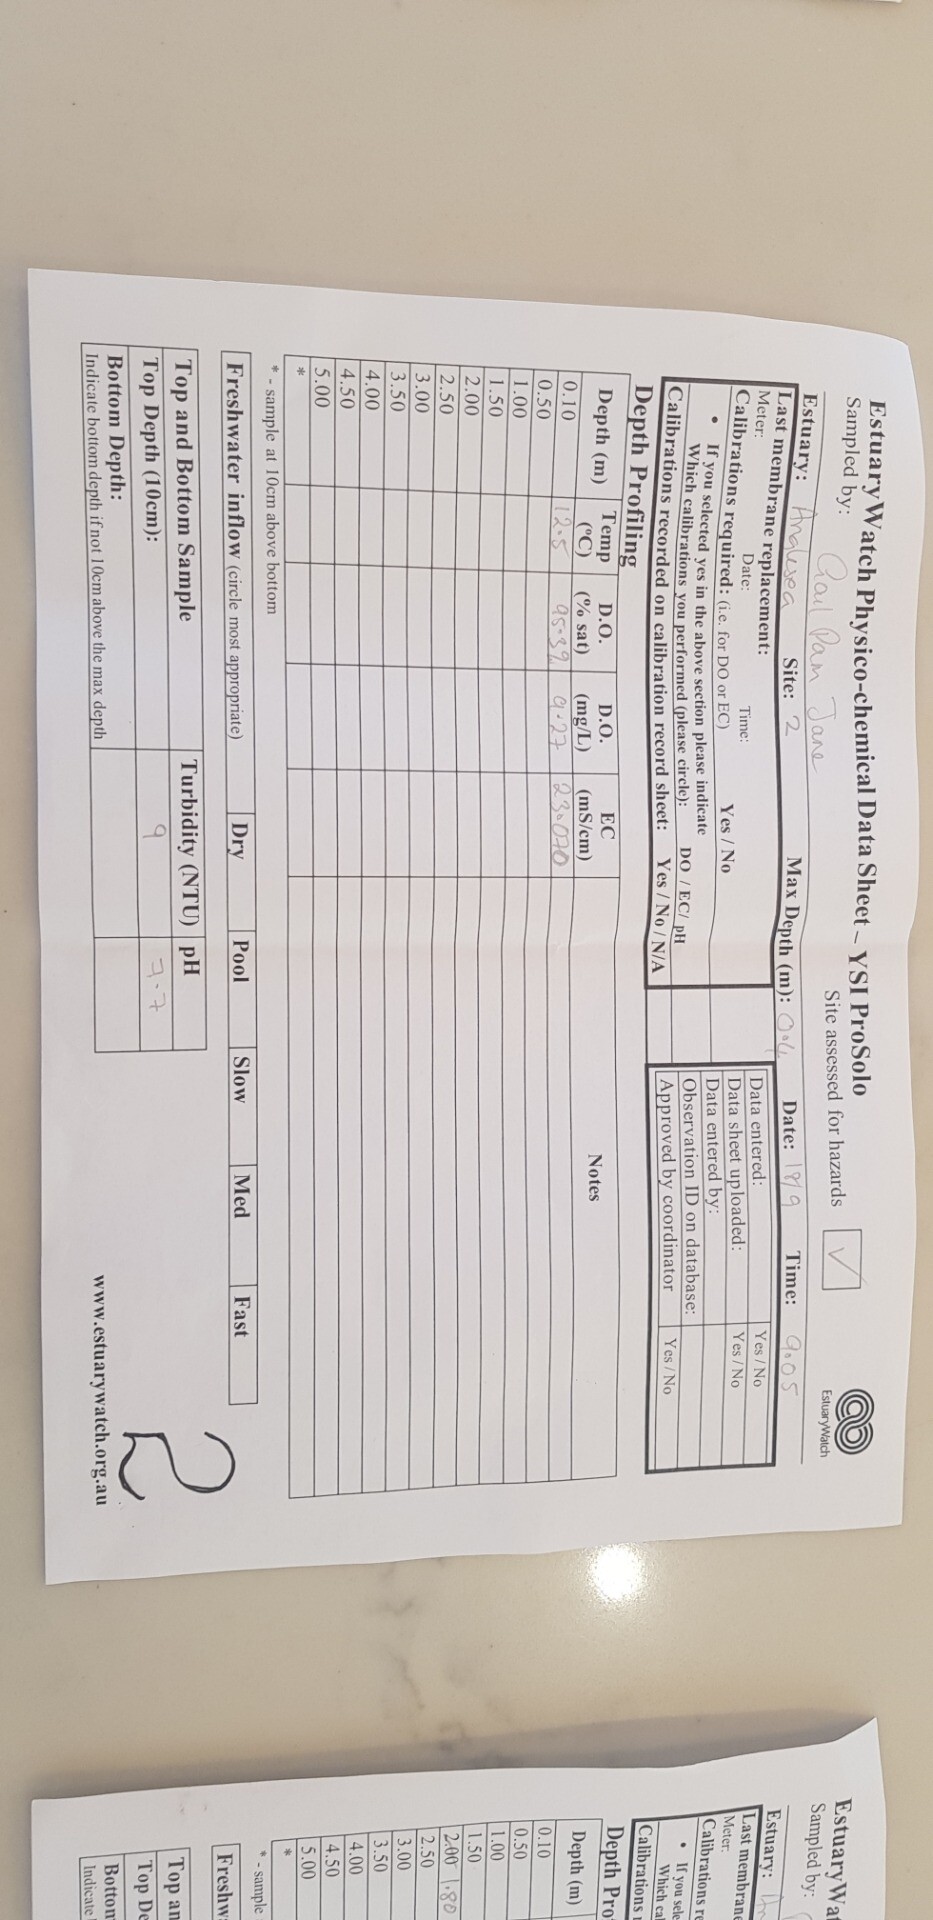 EstuaryWatch Physico-chemical Data Sheet – YSI ProSolo
Sampled by: Gail Pam Jane
Site assessed for hazards ✓
EstuaryWatch
Estuary: Anglesea Site: 2 Max Depth (m): 0.4 Date: 18/9 Time: 9.05
Last membrane replacement:
Meter: Date: Time:
Calibrations required: (i.e. for DO or EC) Yes / No
• If you selected yes in the above section please indicate
Which calibrations you performed (please circle): DO / EC/ pH
Calibrations recorded on calibration record sheet: Yes / No / N/A
Data entered: Yes / No
Data sheet uploaded: Yes / No
Data entered by:
Observation ID on database:
Approved by coordinator Yes / No
Depth Profiling
Depth (m) Temp (°C) D.O. (% sat) D.O. (mg/L) EC (mS/cm) Notes
0.10 12.5 95.39 9.27 23.070
0.50
1.00
1.50
2.00
2.50
3.00
3.50
4.00
4.50
5.00
*
* - sample at 10cm above bottom
Freshwater inflow (circle most appropriate) Dry Pool Slow Med Fast
Top and Bottom Sample Turbidity (NTU) pH
Top Depth (10cm): 9 7.7
Bottom Depth:
Indicate bottom depth if not 10cm above the max depth
2
www.estuarywatch.org.au
EstuaryWat
Sampled by:
Estuary: An
Last membrane
Meter:
Calibrations re
• If you sele
Which cal
Calibrations r
Depth Pro
Depth (m)
0.10
0.50
1.00
1.50
2.00 1.80
2.50
3.00
3.50
4.00
4.50
5.00
*
* - sample
Freshw
Top an
Top De
Bottom
Indicate